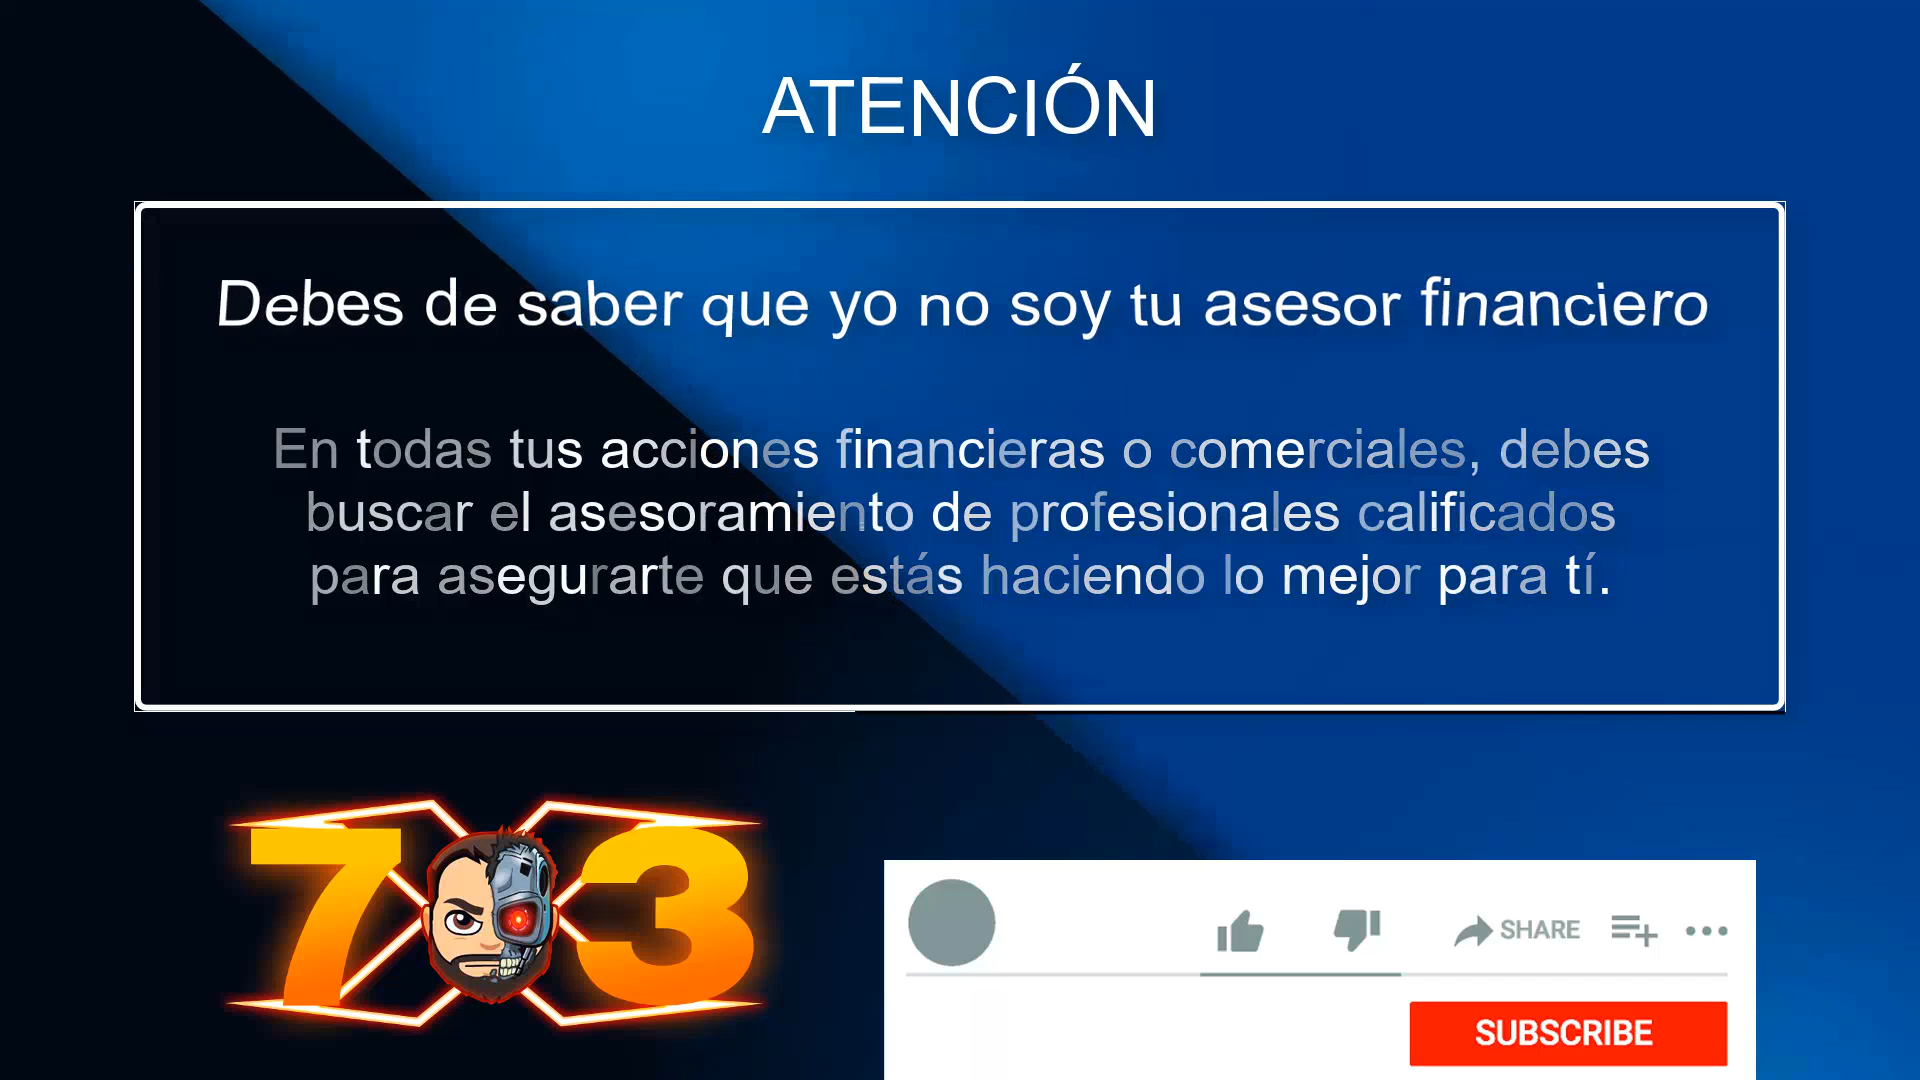 ATENCIÓN
Debes de saber que yo no soy tu asesor financiero
En todas tus acciones financieras o comerciales, debes
buscar el asesoramiento de profesionales calificados
para asegurarte que estás haciendo lo mejor para tí.
7 3
SHARE
SUBSCRIBE